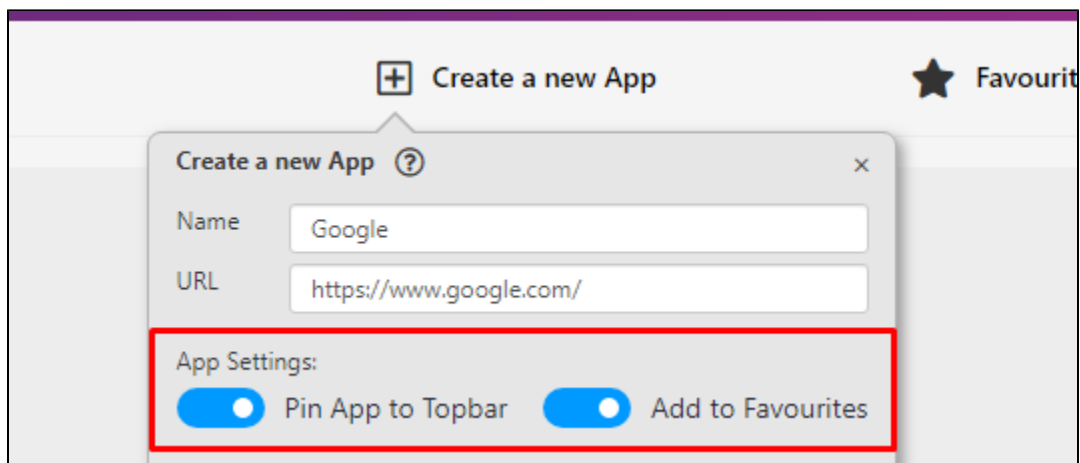 Create a new App
Favourit
Create a new App ?
×
Name
Google
URL
https://www.google.com/
App Settings:
Pin App to Topbar
Add to Favourites